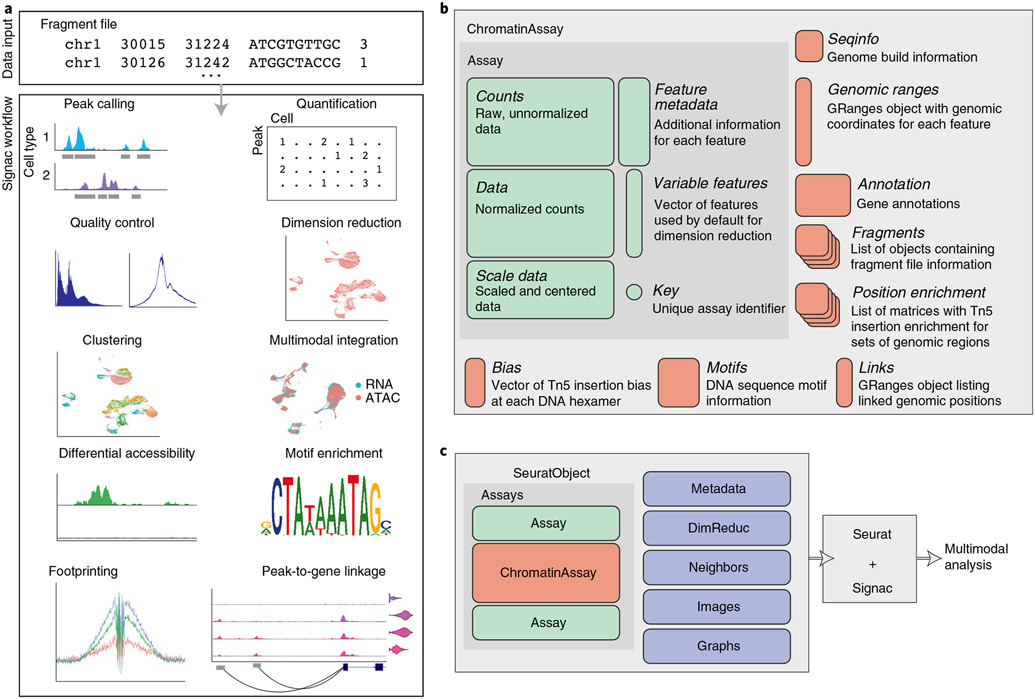 a
Data input
Fragment file
chr1 30015 31224 ATCGTGTTGC 3
chr1 30126 31242 ATGGCTACCG 1
...
Signac workflow
Peak calling
Cell type
1
2
Quantification
Cell
Peak
1 . . 2 . 1 . .
. . . . 1 . 2 .
2 . . . . . . 1
. . . 1 . . 3 .
Quality control
Dimension reduction
Clustering
Multimodal integration
RNA
ATAC
Differential accessibility
Motif enrichment
CTA
AATAG
Footprinting
Peak-to-gene linkage
b
ChromatinAssay
Assay
Counts
Raw, unnormalized
data
Feature
metadata
Additional information
for each feature
Data
Normalized counts
Variable features
Vector of features
used by default for
dimension reduction
Scale data
Scaled and centered
data
Key
Unique assay identifier
Seqinfo
Genome build information
Genomic ranges
GRanges object with genomic
coordinates for each feature
Annotation
Gene annotations
Fragments
List of objects containing
fragment file information
Position enrichment
List of matrices with Tn5
insertion enrichment for
sets of genomic regions
Bias
Vector of Tn5 insertion bias
at each DNA hexamer
Motifs
DNA sequence motif
information
Links
GRanges object listing
linked genomic positions
c
SeuratObject
Assays
Assay
ChromatinAssay
Assay
Metadata
DimReduc
Neighbors
Images
Graphs
Seurat
+
Signac
Multimodal
analysis